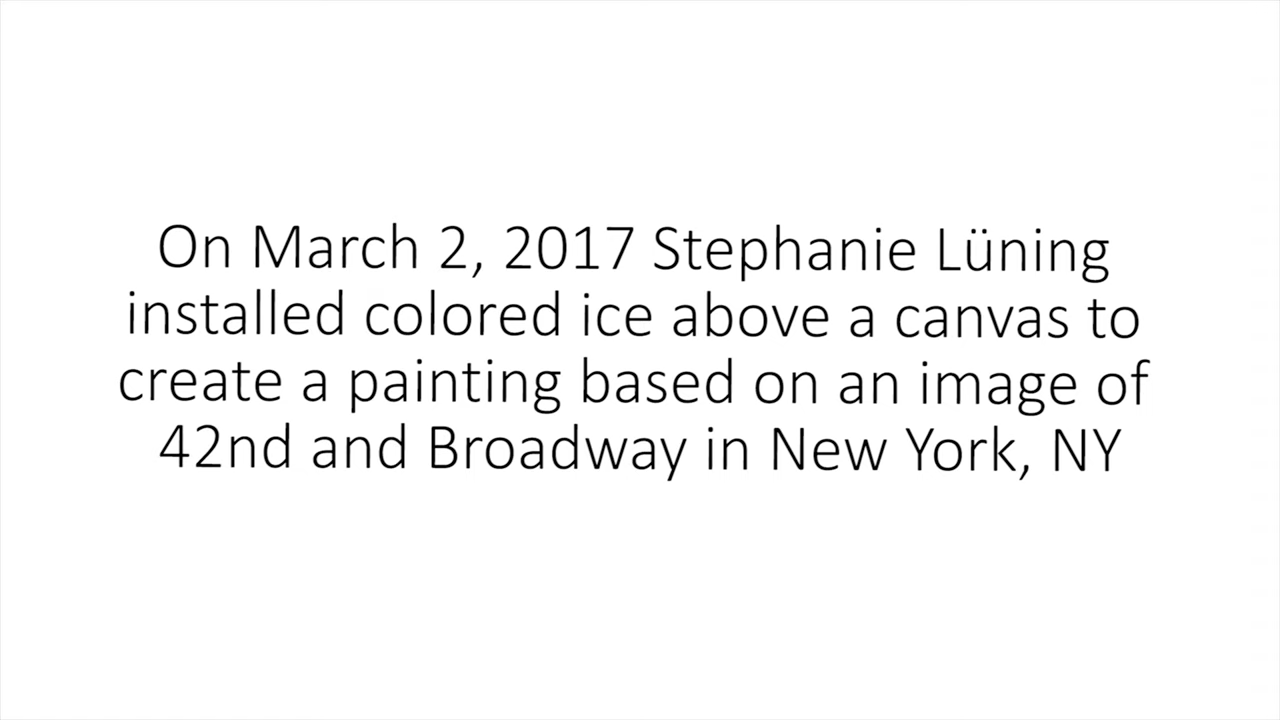 On March 2, 2017 Stephanie Lüning
installed colored ice above a canvas to
create a painting based on an image of
42nd and Broadway in New York, NY